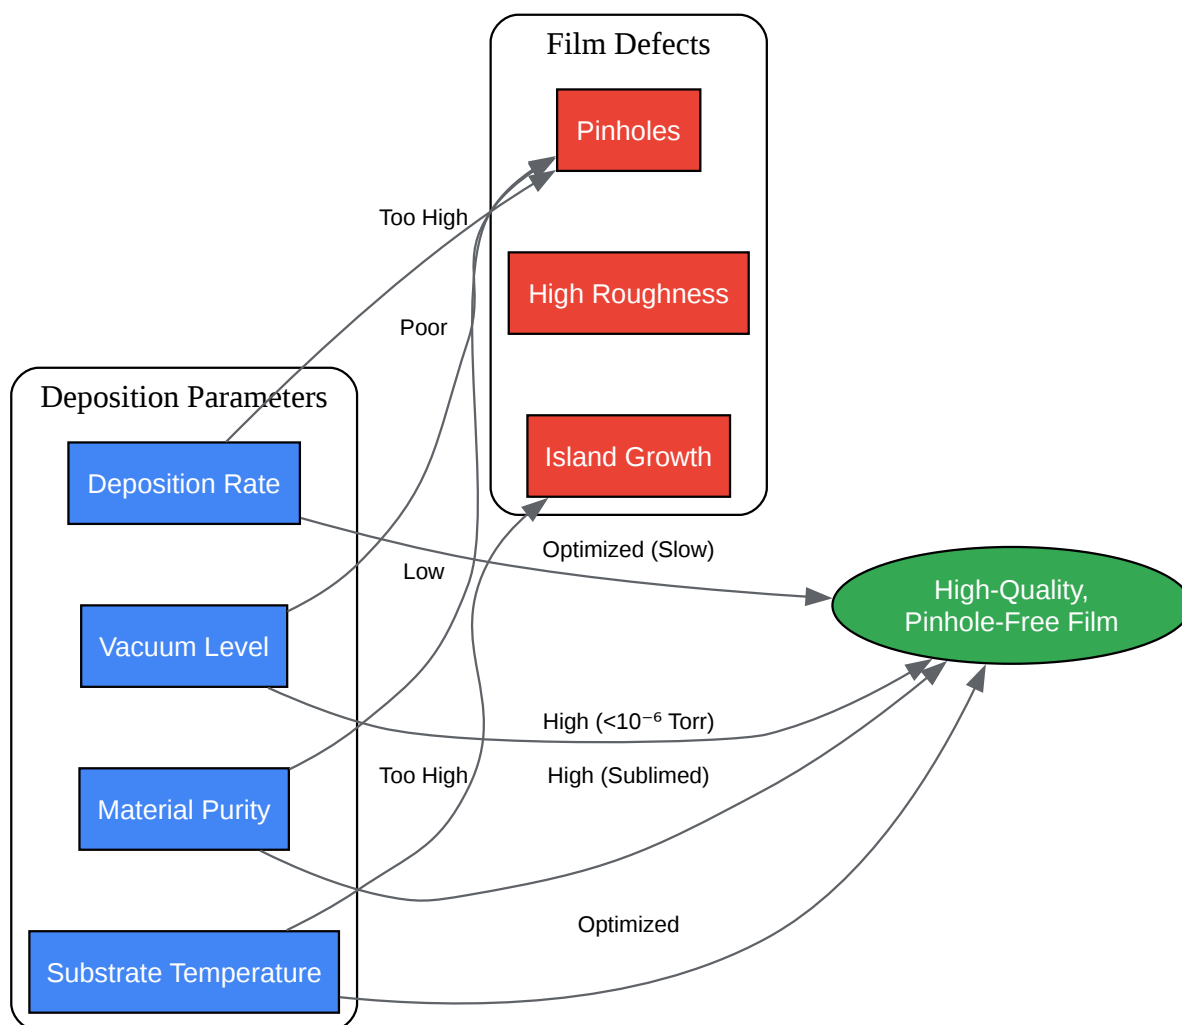 Film Defects
Pinholes
Too High
High Roughness
Poor
Deposition Parameters
Island Growth
Deposition Rate
Optimized (Slow)
Low
High-Quality,
Pinhole-Free Film
Vacuum Level
High (<10⁻⁶ Torr)
Too High
High (Sublimed)
Material Purity
Optimized
Substrate Temperature